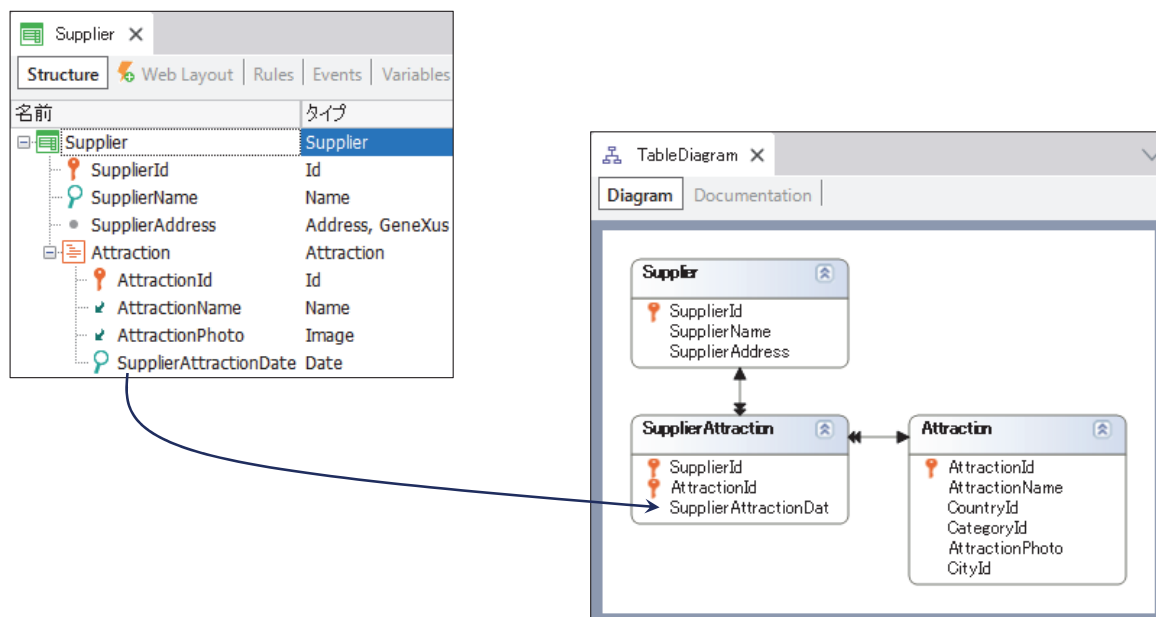 Supplier
Structure Web Layout Rules Events Variables
名前 タイプ
Supplier Supplier
SupplierId Id
SupplierName Name
SupplierAddress Address, GeneXus
Attraction Attraction
AttractionId Id
AttractionName Name
AttractionPhoto Image
SupplierAttractionDate Date
TableDiagram
Diagram Documentation
Supplier
SupplierId
SupplierName
SupplierAddress
SupplierAttraction
SupplierId
AttractionId
SupplierAttractionDat
Attraction
AttractionId
AttractionName
CountryId
CategoryId
AttractionPhoto
CityId